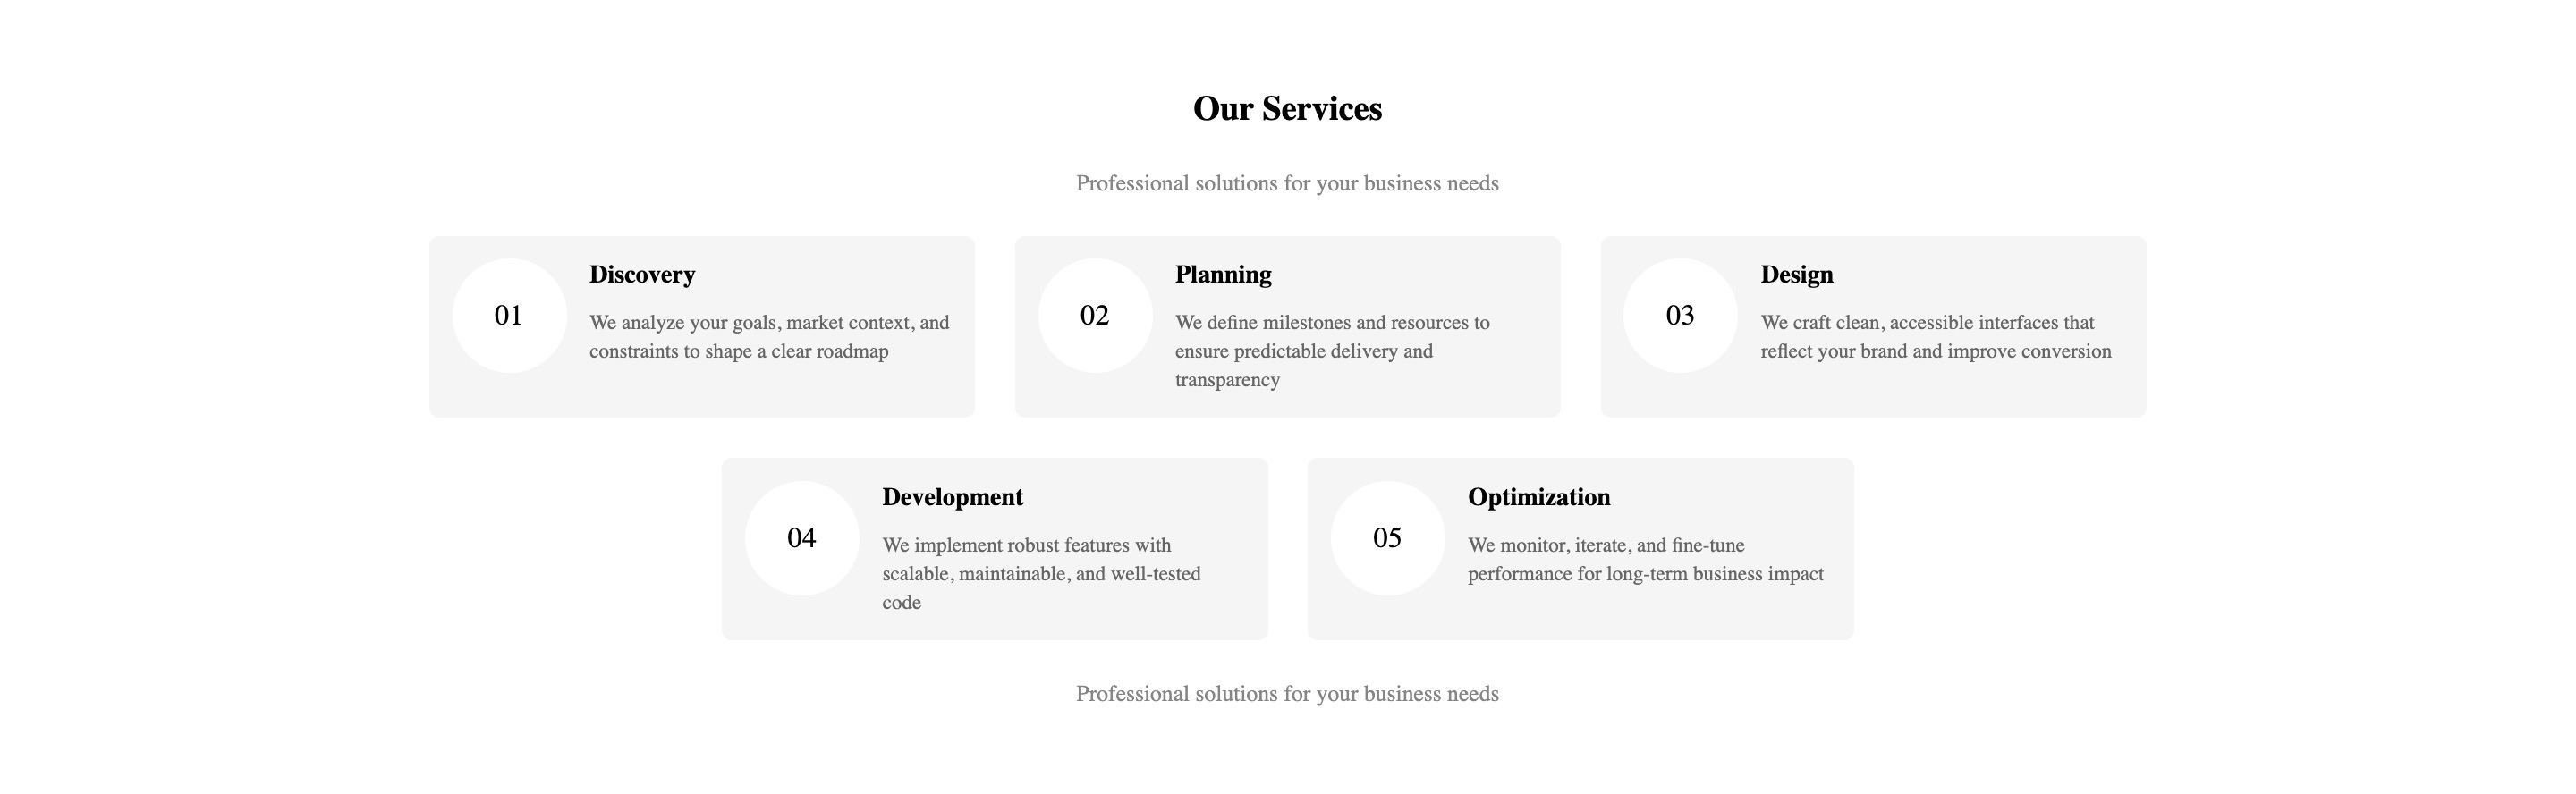 Our Services
Professional solutions for your business needs
01
Discovery
We analyze your goals, market context, and
constraints to shape a clear roadmap
02
Planning
We define milestones and resources to
ensure predictable delivery and
transparency
03
Design
We craft clean, accessible interfaces that
reflect your brand and improve conversion
04
Development
We implement robust features with
scalable, maintainable, and well-tested
code
05
Optimization
We monitor, iterate, and fine-tune
performance for long-term business impact
Professional solutions for your business needs